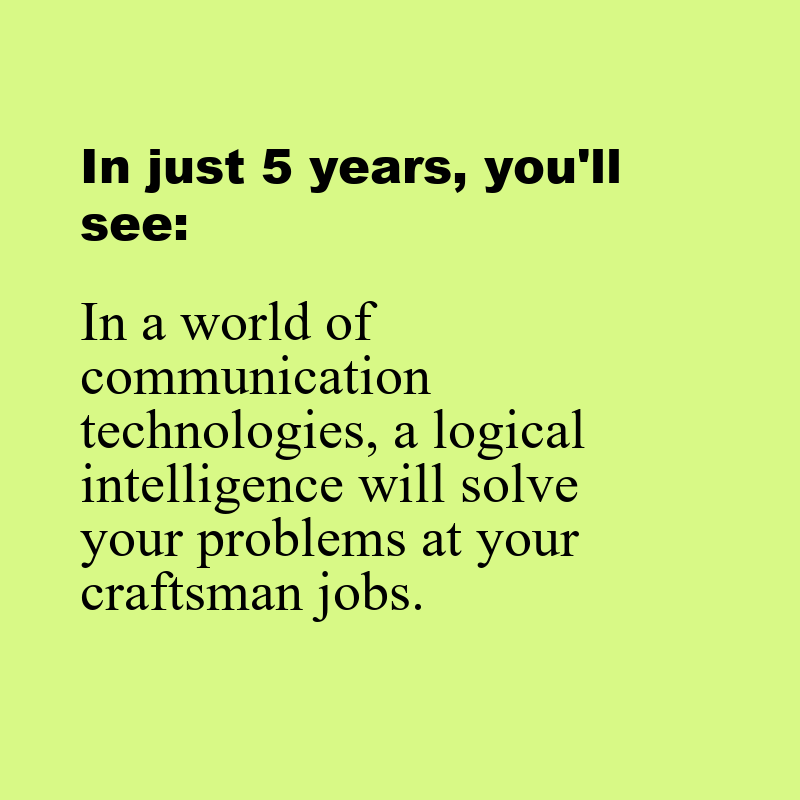 In just 5 years, you'll
see:
In a world of
communication
technologies, a logical
intelligence will solve
your problems at your
craftsman jobs.